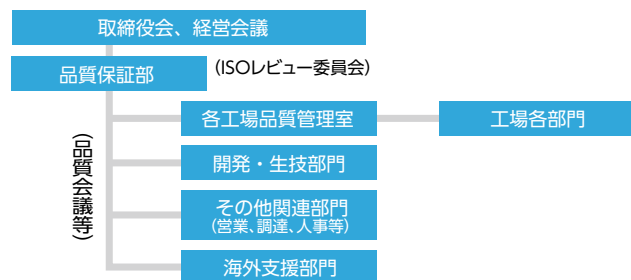 取締役会、経営会議
品質保証部
(ISOレビュー委員会)
各工場品質管理室
工場各部門
(品質会議等)
開発・生技部門
その他関連部門
(営業、調達、人事等)
海外支援部門